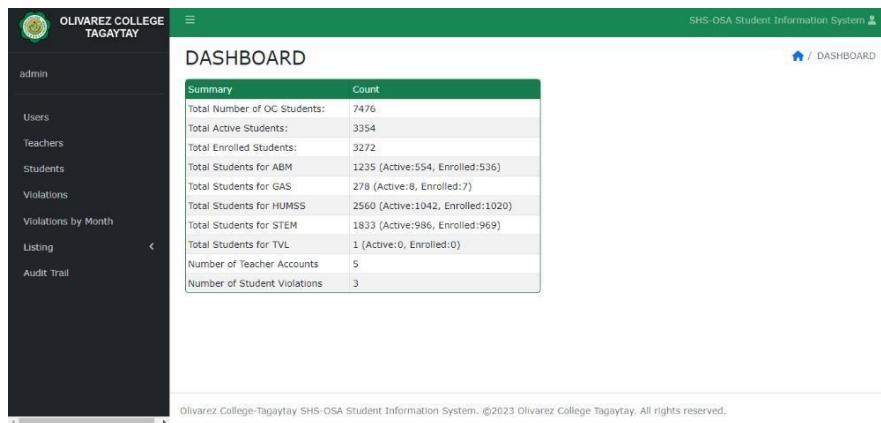 OLIVAREZ COLLEGE
TAGAYTAY
SHS-OSA Student Information System
admin
Users
Teachers
Students
Violations
Violations by Month
Listing
Audit Trail
DASHBOARD
/ DASHBOARD
Summary Count
Total Number of OC Students: 7476
Total Active Students: 3354
Total Enrolled Students: 3272
Total Students for ABM 1235 (Active:554, Enrolled:536)
Total Students for GAS 278 (Active:8, Enrolled:7)
Total Students for HUMSS 2560 (Active:1042, Enrolled:1020)
Total Students for STEM 1833 (Active:986, Enrolled:969)
Total Students for TVL 1 (Active:0, Enrolled:0)
Number of Teacher Accounts 5
Number of Student Violations 3
Olivarez College-Tagaytay SHS-OSA Student Information System. ©2023 Olivarez College Tagaytay. All rights reserved.